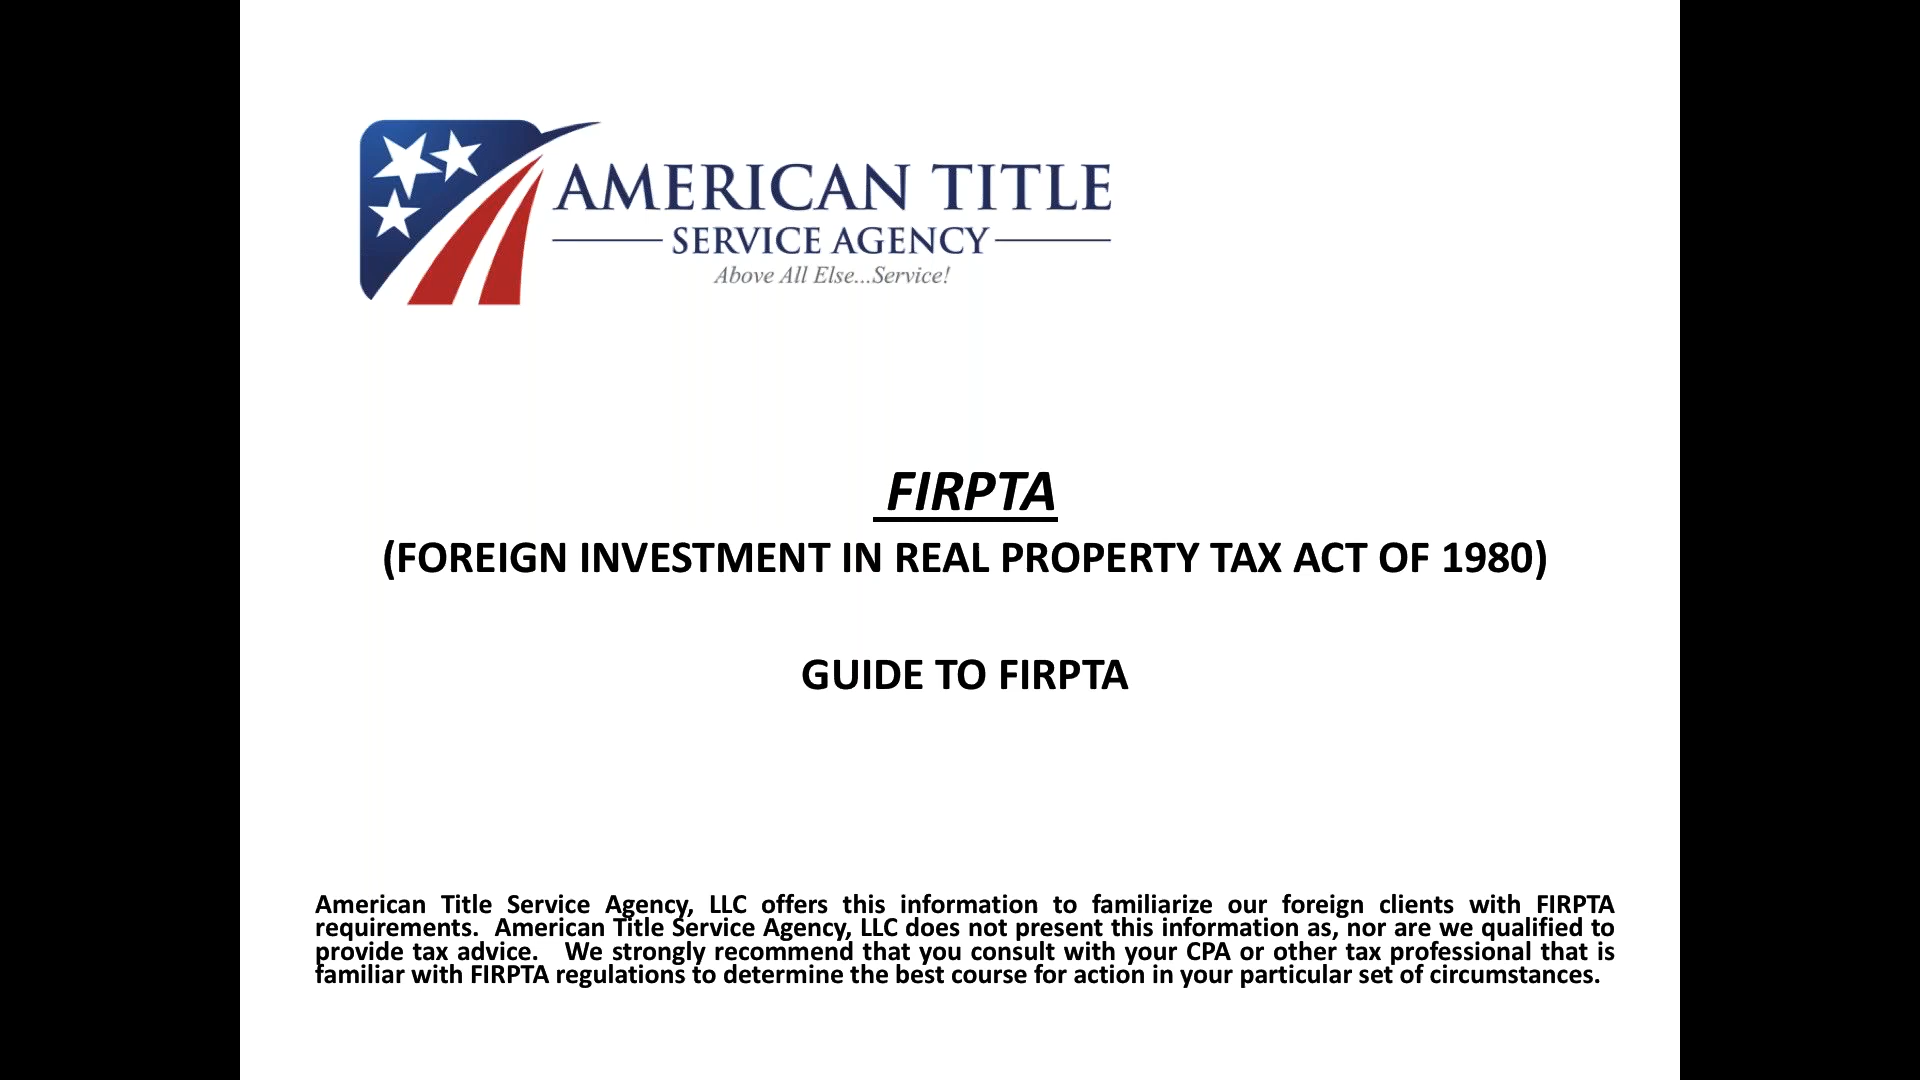 AMERICAN TITLE
SERVICE AGENCY
Above All Else...Service!
FIRPTA
(FOREIGN INVESTMENT IN REAL PROPERTY TAX ACT OF 1980)
GUIDE TO FIRPTA
American Title Service Agency, LLC offers this information to familiarize our foreign clients with FIRPTA
requirements. American Title Service Agency, LLC does not present this information as, nor are we qualified to
provide tax advice. We strongly recommend that you consult with your CPA or other tax professional that is
familiar with FIRPTA regulations to determine the best course for action in your particular set of circumstances.